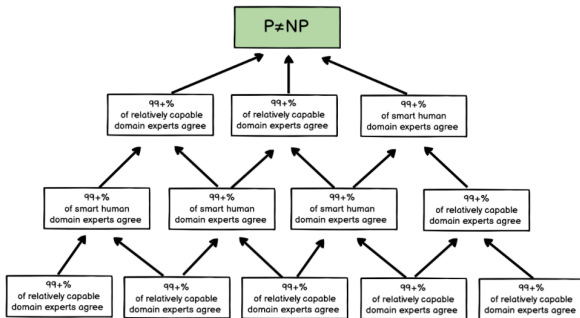 P≠NP
99+%
of relatively capable
domain experts agree
99+%
of relatively capable
domain experts agree
99+%
of smart human
domain experts agree
99+%
of smart human
domain experts agree
99+%
of smart human
domain experts agree
99+%
of smart human
domain experts agree
99+%
of relatively capable
domain experts agree
99+%
of relatively capable
domain experts agree
99+%
of relatively capable
domain experts agree
99+%
of relatively capable
domain experts agree
99+%
of relatively capable
domain experts agree
99+%
of relatively capable
domain experts agree